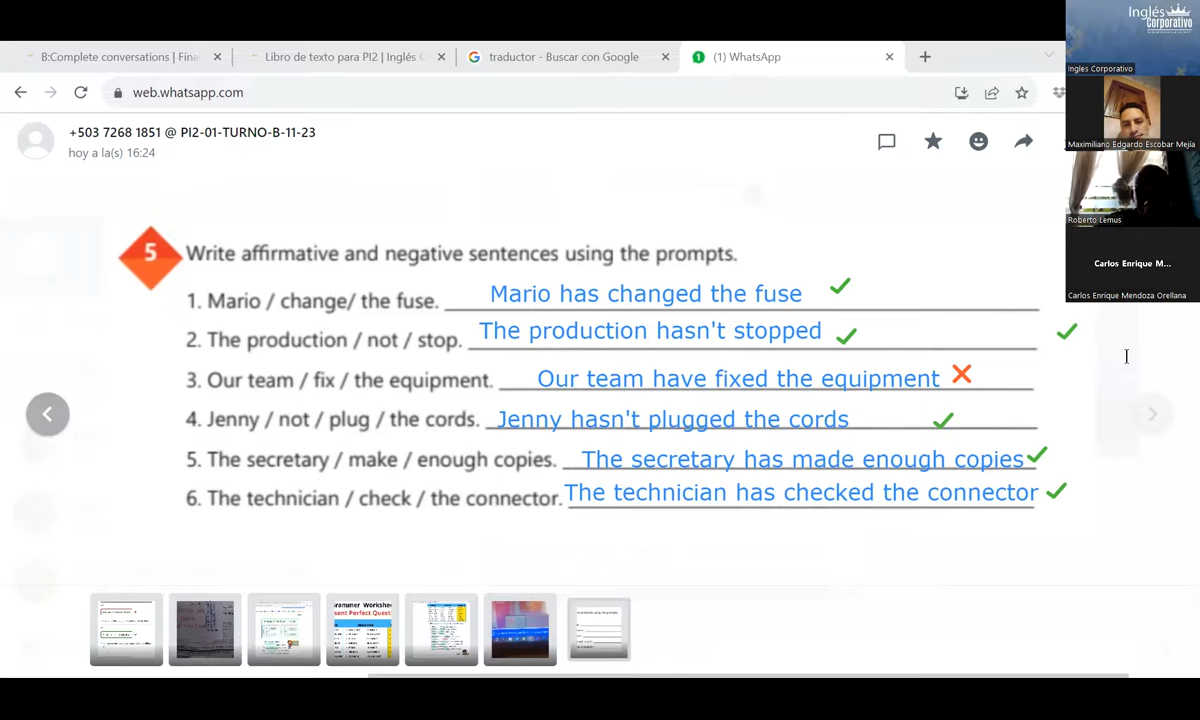 Inglés
Corporativo
B:Complete conversations | Fina
Libro de texto para PI2 | Inglés C
traductor - Buscar con Google
(1) WhatsApp
web.whatsapp.com
Ingles Corporativo
+503 7268 1851 @ PI2-01-TURNO-B-11-23
hoy a la(s) 16:24
Maximiliano Edgardo Escobar Mejía
Roberto Lemus
Carlos Enrique M...
Carlos Enrique Mendoza Orellana
5 Write affirmative and negative sentences using the prompts.
1. Mario / change/ the fuse. Mario has changed the fuse
2. The production / not / stop. The production hasn't stopped
3. Our team / fix / the equipment. Our team have fixed the equipment
4. Jenny / not / plug / the cords. Jenny hasn't plugged the cords
5. The secretary / make / enough copies. The secretary has made enough copies
6. The technician / check / the connector. The technician has checked the connector